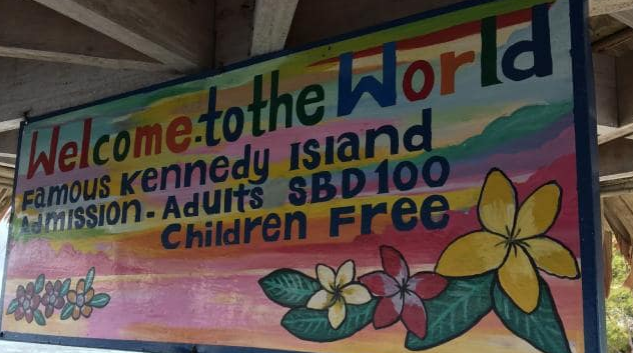 Welcome to the World
Famous Kennedy Island
Admission - Adults SBD 100
Children Free